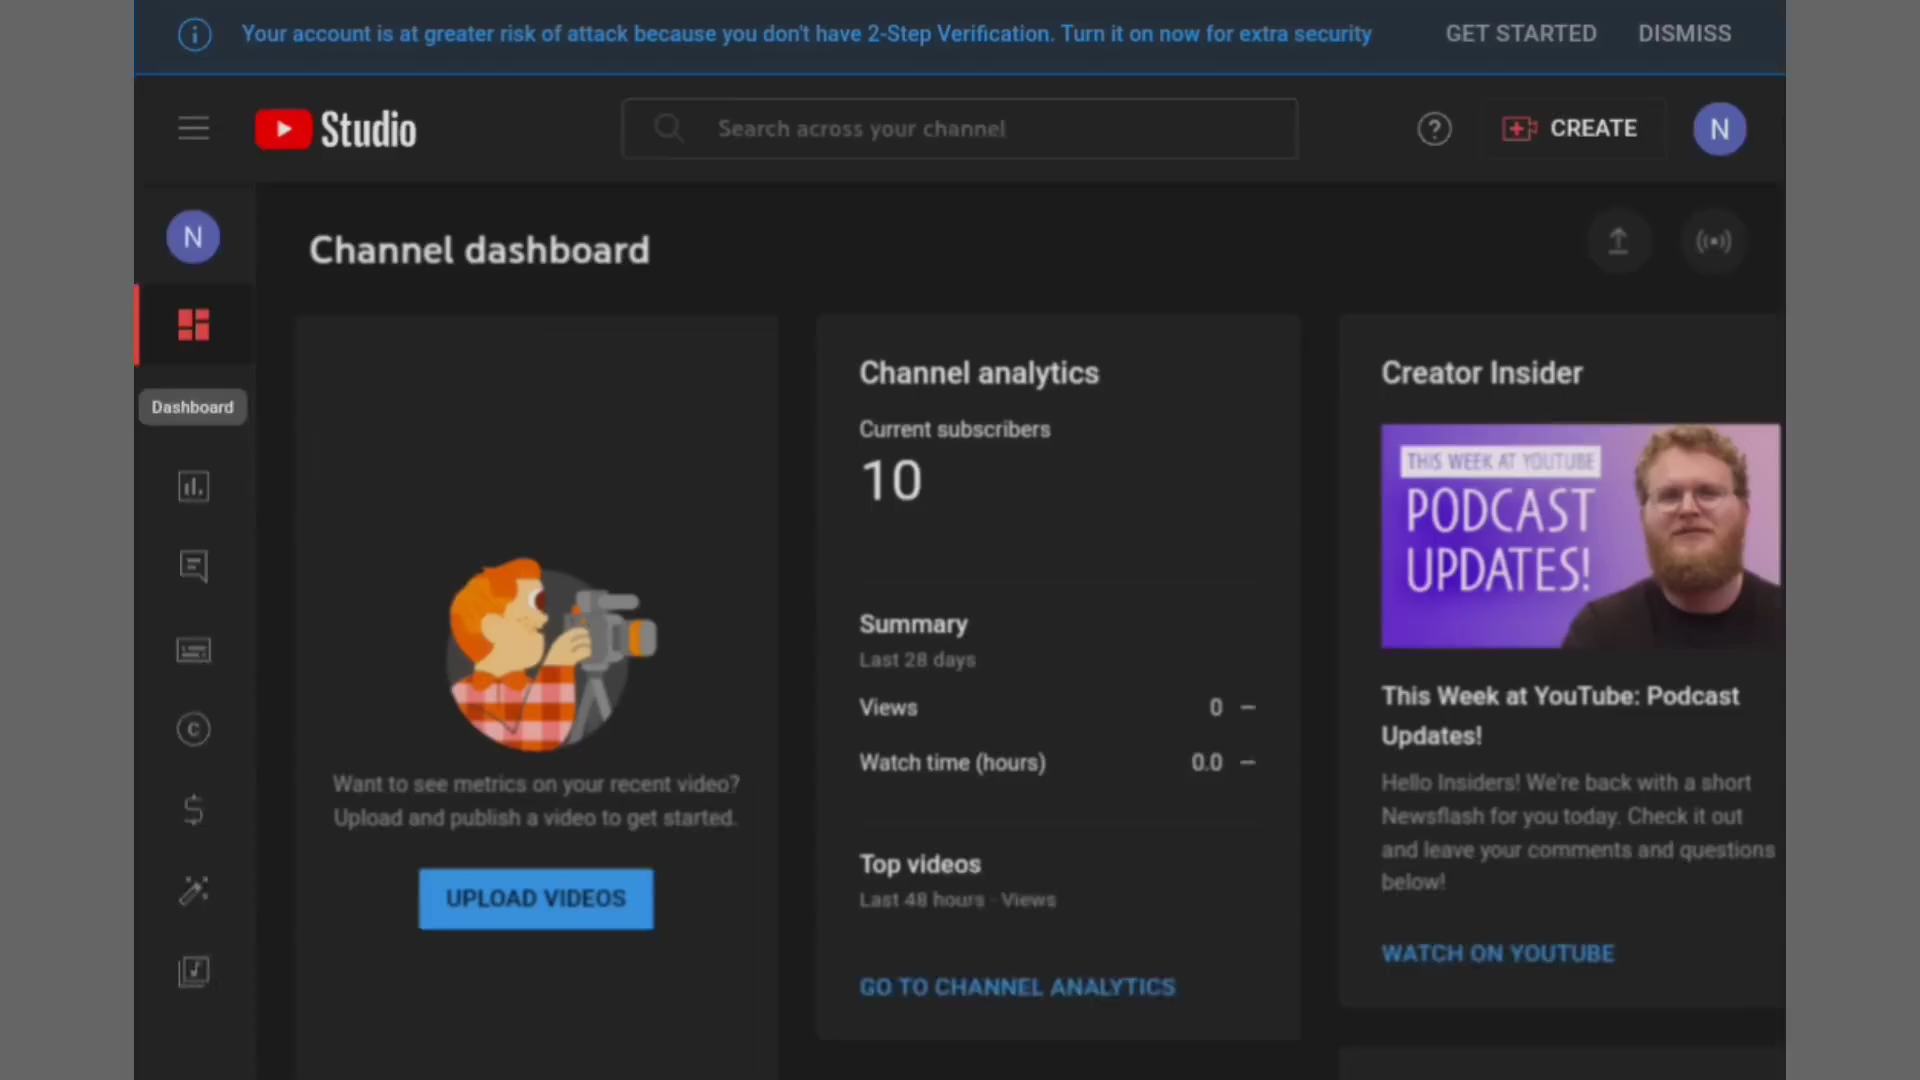 Your account is at greater risk of attack because you don't have 2-Step Verification. Turn it on now for extra security
GET STARTED
DISMISS
Studio
Search across your channel
CREATE
N
N
Channel dashboard
Dashboard
Want to see metrics on your recent video?
Upload and publish a video to get started.
UPLOAD VIDEOS
Channel analytics
Current subscribers
10
Summary
Last 28 days
Views 0 –
Watch time (hours) 0.0 –
Top videos
Last 48 hours · Views
GO TO CHANNEL ANALYTICS
Creator Insider
THIS WEEK AT YOUTUBE
PODCAST
UPDATES!
This Week at YouTube: Podcast
Updates!
Hello Insiders! We're back with a short
Newsflash for you today. Check it out
and leave your comments and questions
below!
WATCH ON YOUTUBE